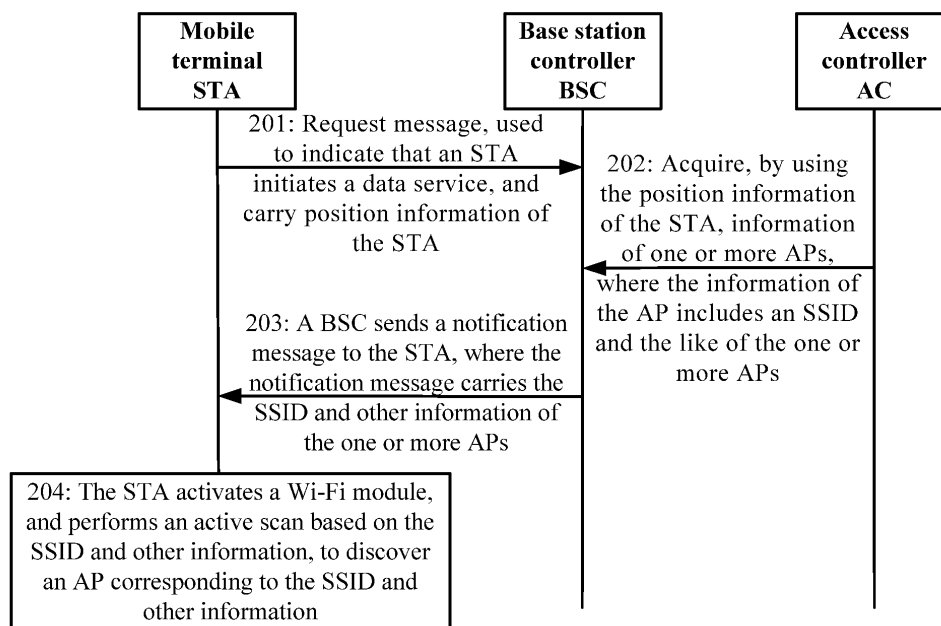 Mobile
terminal
STA
Base station
controller
BSC
Access
controller
AC
201: Request message, used
to indicate that an STA
initiates a data service, and
carry position information of
the STA
202: Acquire, by using
the position information
of the STA, information
of one or more APs,
where the information of
the AP includes an SSID
and the like of the one or
more APs
203: A BSC sends a notification
message to the STA, where the
notification message carries the
SSID and other information of
the one or more APs
204: The STA activates a Wi-Fi module,
and performs an active scan based on the
SSID and other information, to discover
an AP corresponding to the SSID and
other information